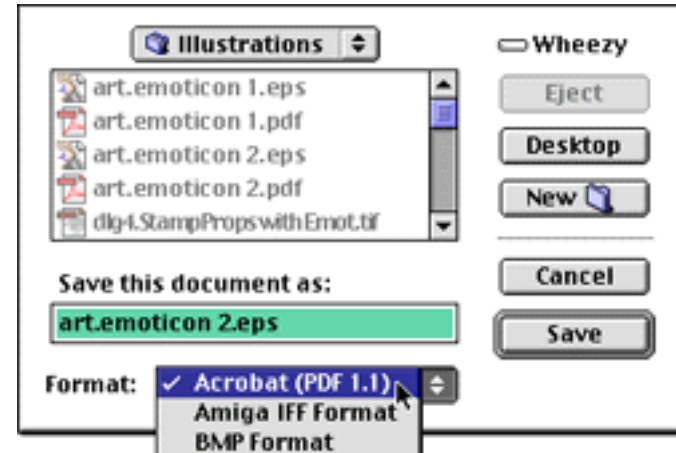 Illustrations
Wheezy
art.emoticon 1.eps
art.emoticon 1.pdf
art.emoticon 2.eps
art.emoticon 2.pdf
dlg4.StampPropswithEmot.tif
Eject
Desktop
New
Save this document as:
art.emoticon 2.eps
Cancel
Save
Format:
Acrobat (PDF 1.1)
Amiga IFF Format
BMP Format